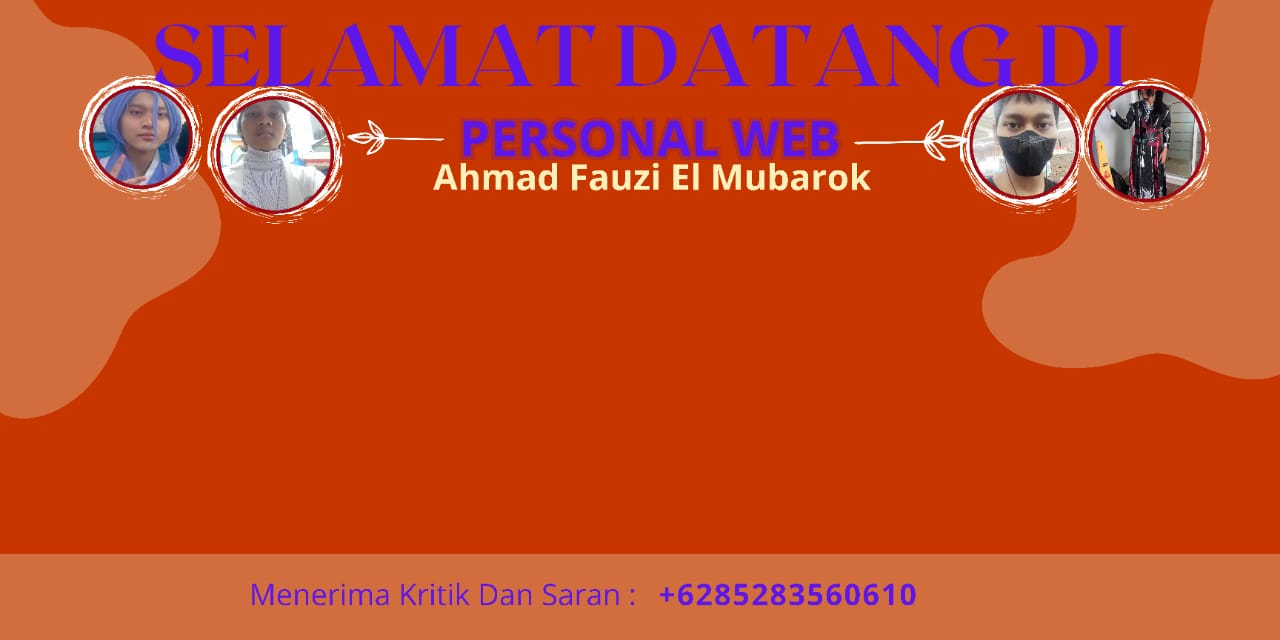 SELAMAT DATANG DI
PERSONAL WEB
Ahmad Fauzi El Mubarok
Menerima Kritik Dan Saran : +6285283560610